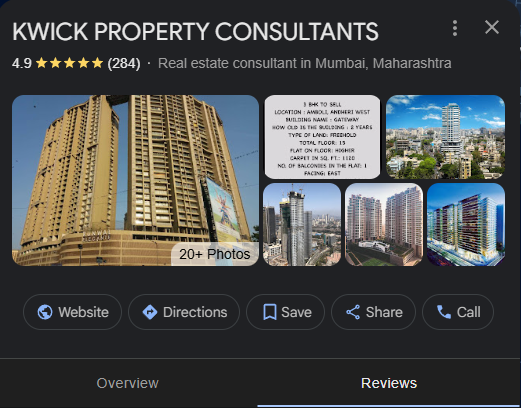 KWICK PROPERTY CONSULTANTS
4.9 ★★★★★ (284) · Real estate consultant in Mumbai, Maharashtra
3 BHK TO SELL
LOCATION : AMBOLI, ANDHERI WEST
BUILDING NAME : GATEWAY
HOW OLD IS THE BUILDING : 2 YEARS
TYPE OF LAND: FREEHOLD
TOTAL FLOOR: 15
FLAT ON FLOOR: HIGHER
CARPET IN SQ. FT.: 1120
NO. OF BALCONIES IN THE FLAT: 1
FACING: EAST
20+ Photos
Website
Directions
Save
Share
Call
Overview
Reviews